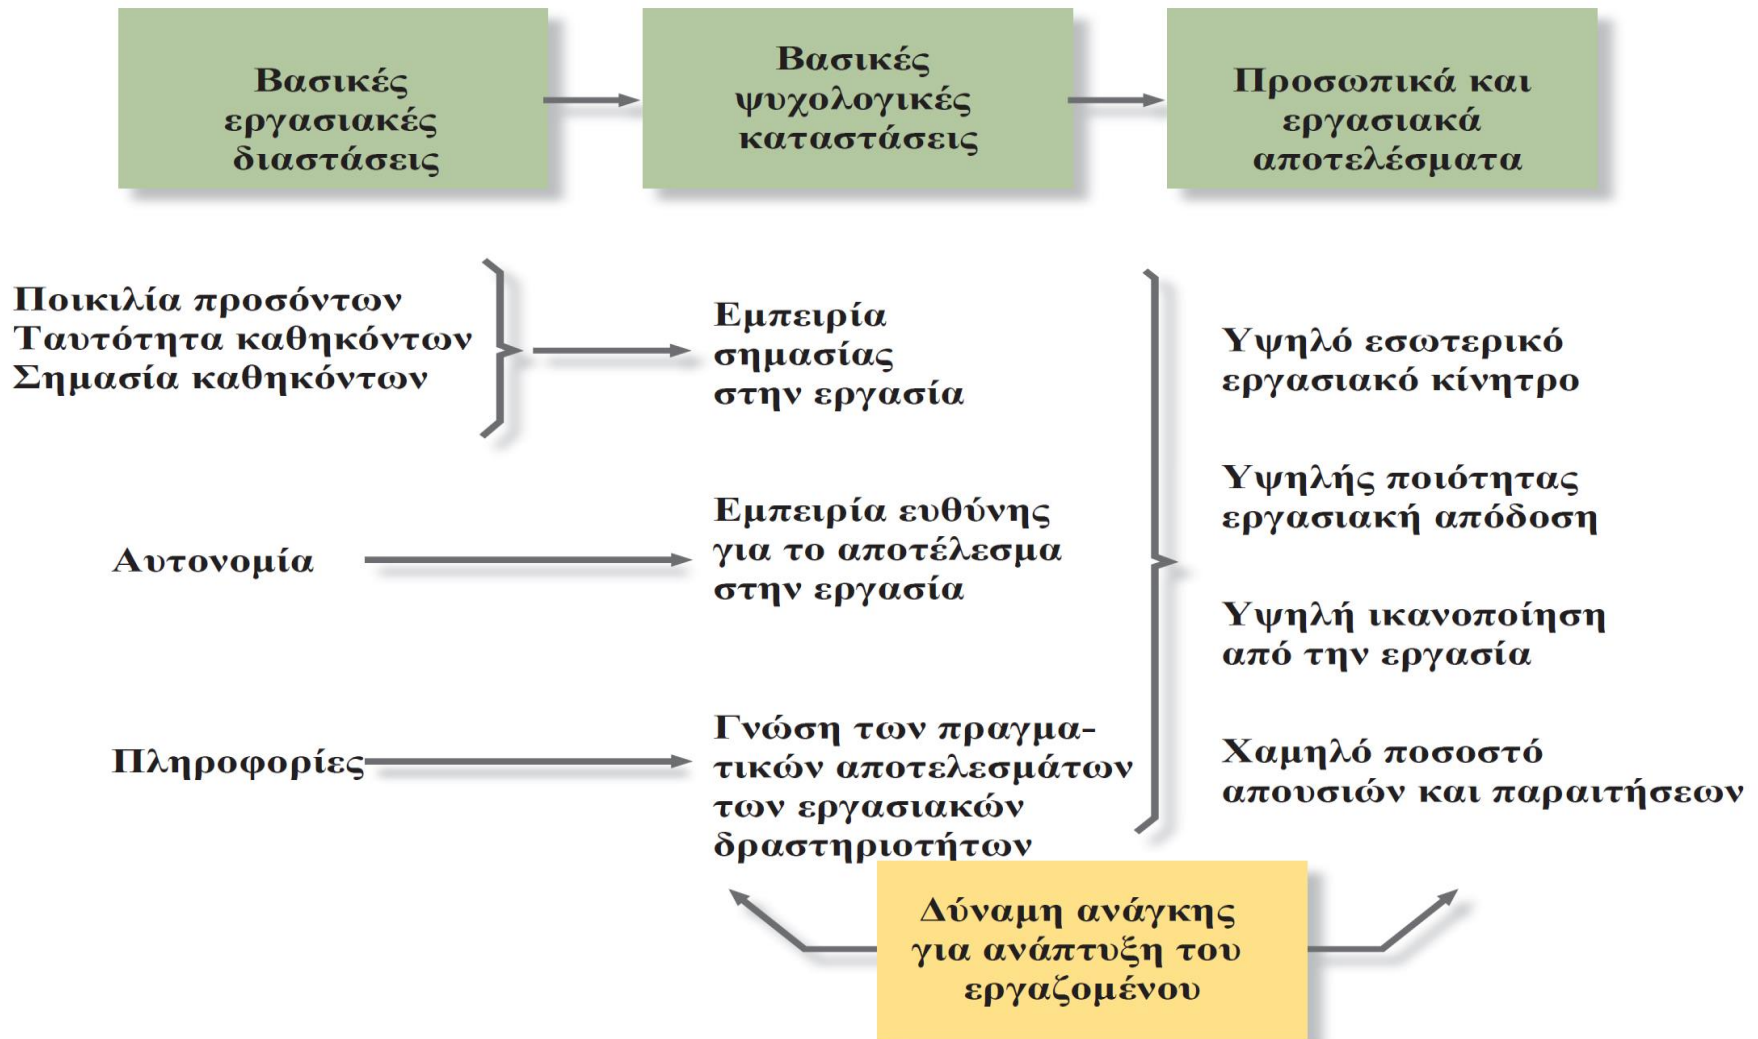 Βασικές
εργασιακές
διαστάσεις
Βασικές
ψυχολογικές
καταστάσεις
Προσωπικά και
εργασιακά
αποτελέσματα
Ποικιλία προσόντων
Ταυτότητα καθηκόντων
Σημασία καθηκόντων
Εμπειρία
σημασίας
στην εργασία
Υψηλό εσωτερικό
εργασιακό κίνητρο
Αυτονομία
Εμπειρία ευθύνης
για το αποτέλεσμα
στην εργασία
Υψηλής ποιότητας
εργασιακή απόδοση
Υψηλή ικανοποίηση
από την εργασία
Πληροφορίες
Γνώση των πραγμα-
τικών αποτελεσμάτων
των εργασιακών
δραστηριοτήτων
Χαμηλό ποσοστό
απουσιών και παραιτήσεων
Δύναμη ανάγκης
για ανάπτυξη του
εργαζομένου